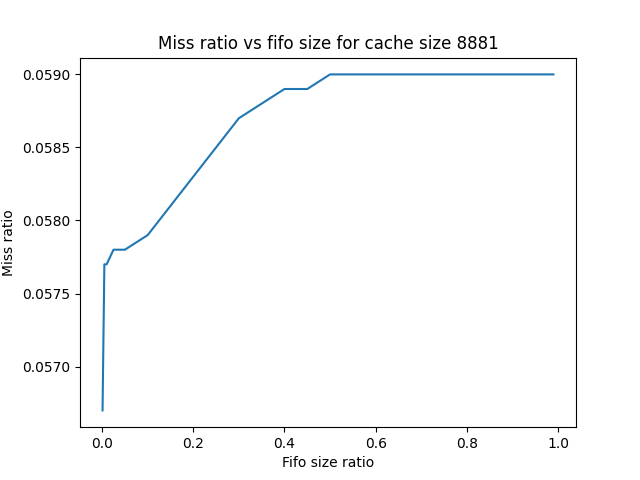 Miss ratio vs fifo size for cache size 8881
0.0590
0.0585
0.0580
0.0575
0.0570
Miss ratio
0.0 0.2 0.4 0.6 0.8 1.0
Fifo size ratio